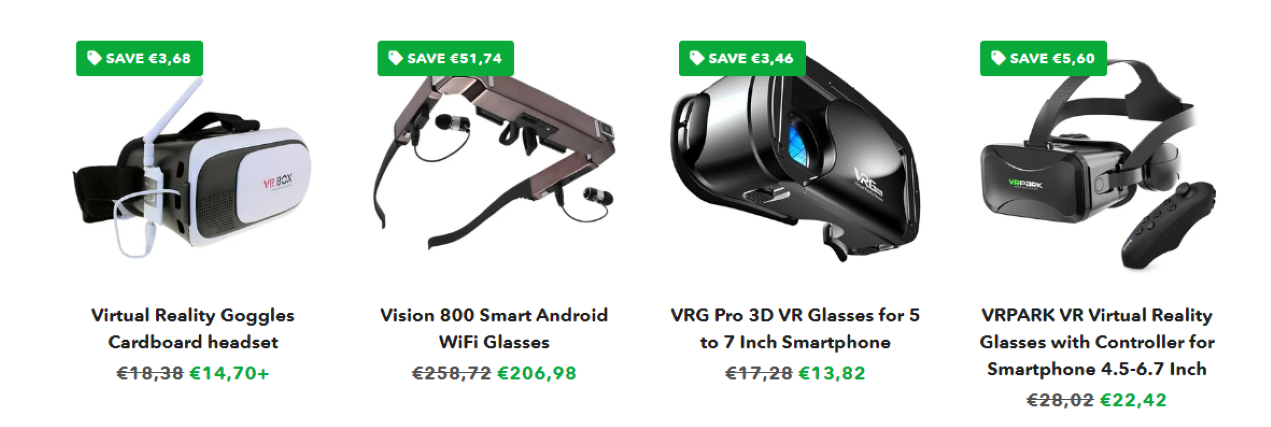 SAVE €3,68
VR BOX
Virtual Reality Goggles
Cardboard headset
€18,38 €14,70+
SAVE €51,74
Vision 800 Smart Android
WiFi Glasses
€258,72 €206,98
SAVE €3,46
VRG
VRG Pro 3D VR Glasses for 5
to 7 Inch Smartphone
€17,28 €13,82
SAVE €5,60
VRPARK
VRPARK VR Virtual Reality
Glasses with Controller for
Smartphone 4.5-6.7 Inch
€28,02 €22,42